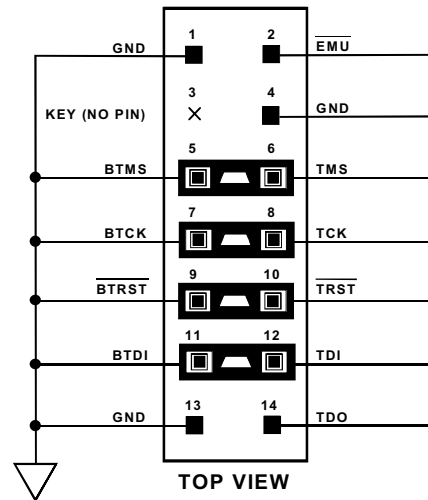 1 2
GND EMU
3 4
KEY (NO PIN) GND
5 6
BTMS TMS
7 8
BTCK TCK
9 10
BTRST TRST
11 12
BTDI TDI
13 14
GND TDO
TOP VIEW